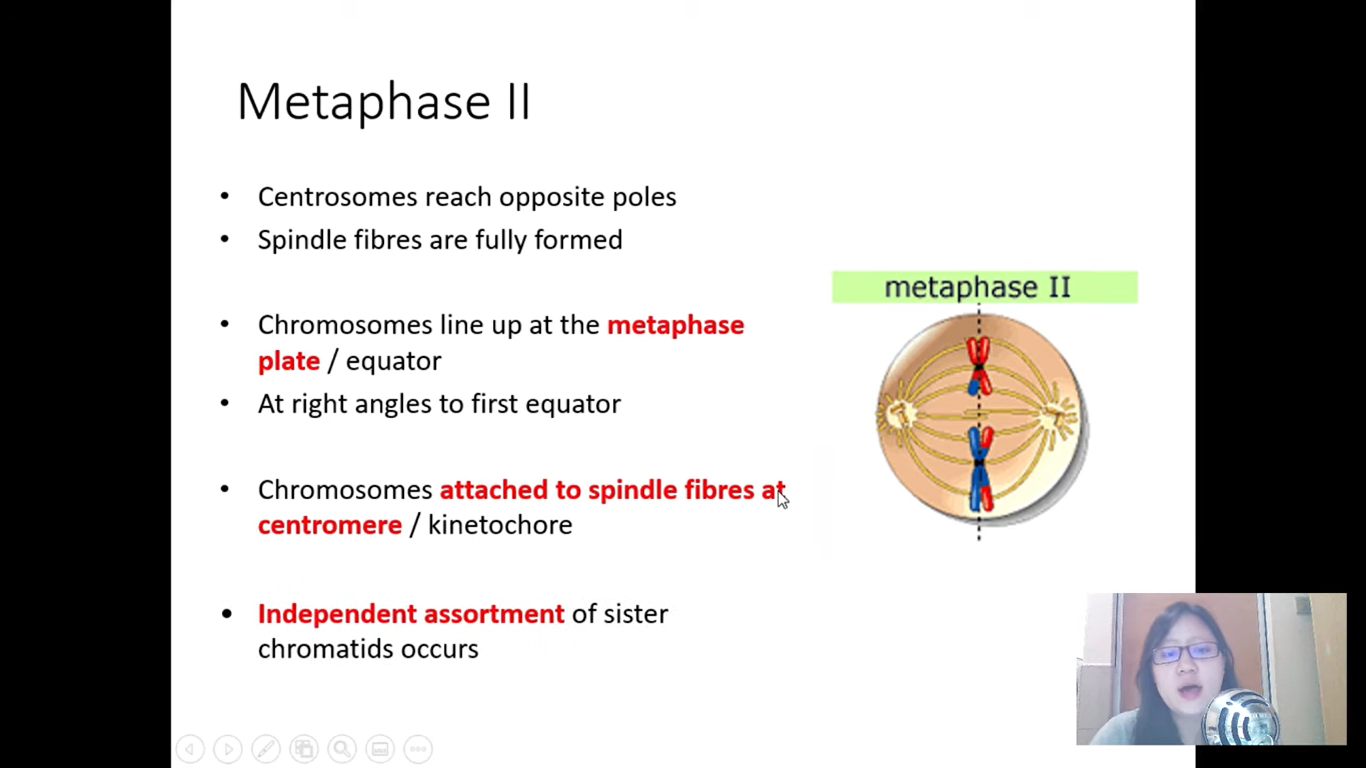 Metaphase II
• Centrosomes reach opposite poles
• Spindle fibres are fully formed
• Chromosomes line up at the metaphase
plate / equator
• At right angles to first equator
• Chromosomes attached to spindle fibres at
centromere / kinetochore
• Independent assortment of sister
chromatids occurs
metaphase II